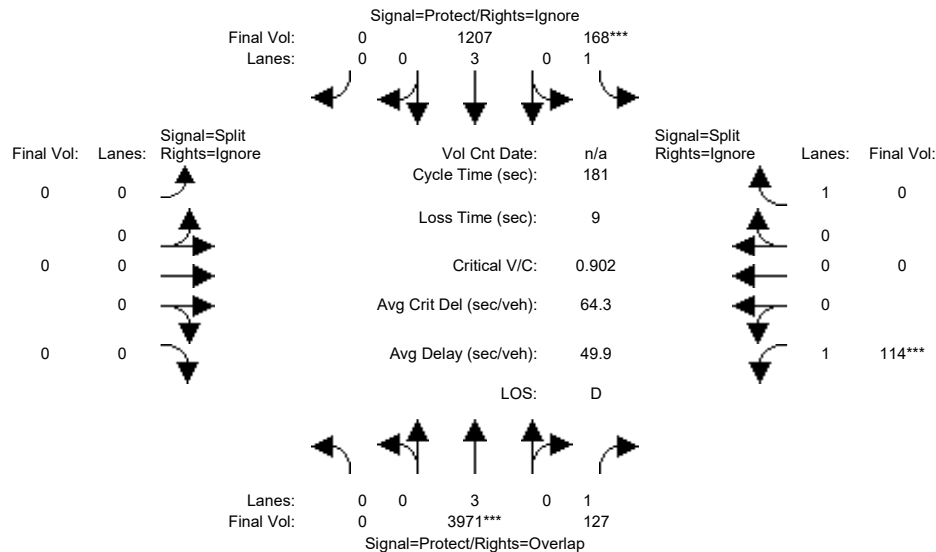 Signal=Protect/Rights=Ignore
Final Vol: 0 1207 168***
Lanes: 0 0 3 0 1
Signal=Split Signal=Split
Final Vol: Lanes: Rights=Ignore Vol Cnt Date: n/a Rights=Ignore Lanes: Final Vol:
Cycle Time (sec): 181
0 0 1 0
Loss Time (sec): 9
0 0
0 0 Critical V/C: 0.902 0 0
0 Avg Crit Del (sec/veh): 64.3 0
0 0 Avg Delay (sec/veh): 49.9 1 114***
LOS: D
Lanes: 0 0 3 0 1
Final Vol: 0 3971*** 127
Signal=Protect/Rights=Overlap